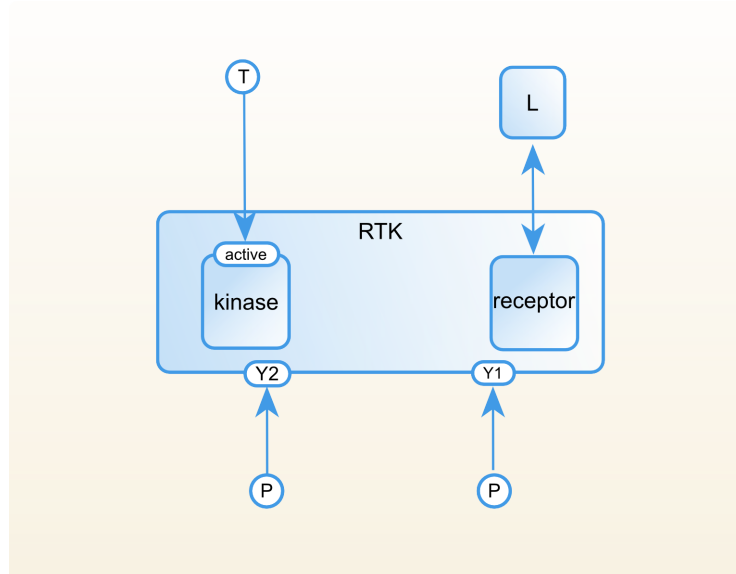 T
L
RTK
active
kinase
receptor
Y2
Y1
P
P